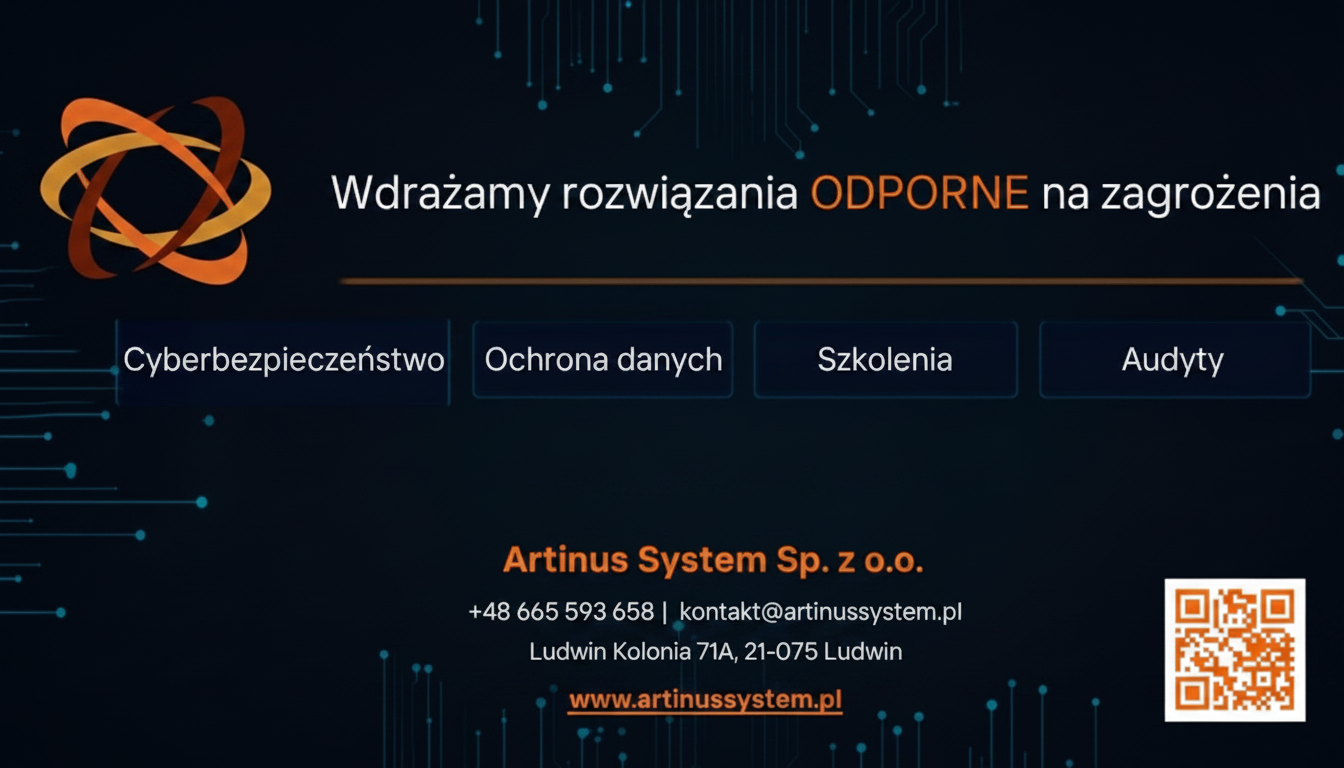 Wdrażamy rozwiązania ODPORNE na zagrożenia
Cyberbezpieczeństwo
Ochrona danych
Szkolenia
Audyty
Artinus System Sp. z o.o.
+48 665 593 658 | kontakt@artinussystem.pl
Ludwin Kolonia 71A, 21-075 Ludwin
www.artinussystem.pl